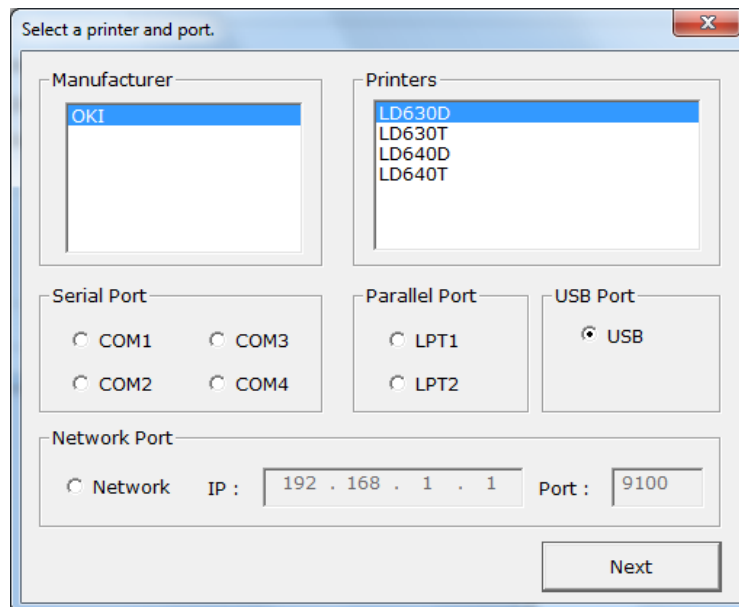 Select a printer and port.
Manufacturer
OKI
Printers
LD630D
LD630T
LD640D
LD640T
Serial Port
COM1 COM3
COM2 COM4
Parallel Port
LPT1
LPT2
USB Port
USB
Network Port
Network IP : 192 . 168 . 1 . 1 Port : 9100
Next